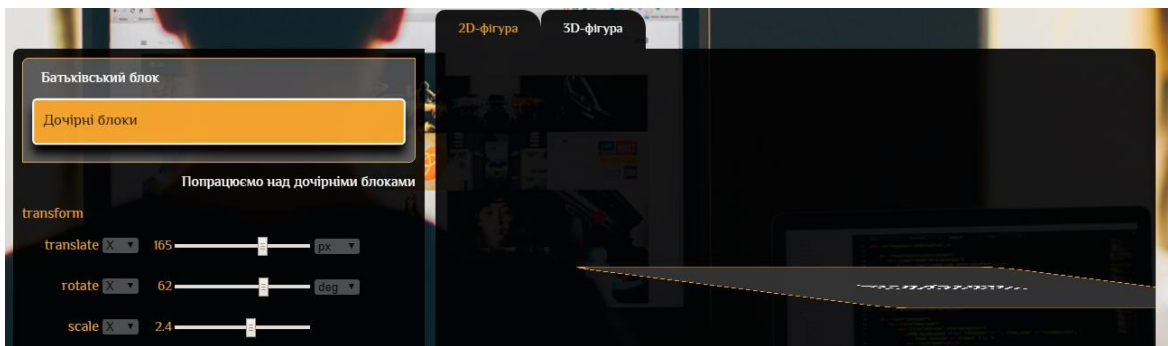 2D-фігура 3D-фігура
Батьківський блок
Дочірні блоки
Попрацюємо над дочірніми блоками
transform
translate X 165 px
rotate X 62 deg
scale X 2.4